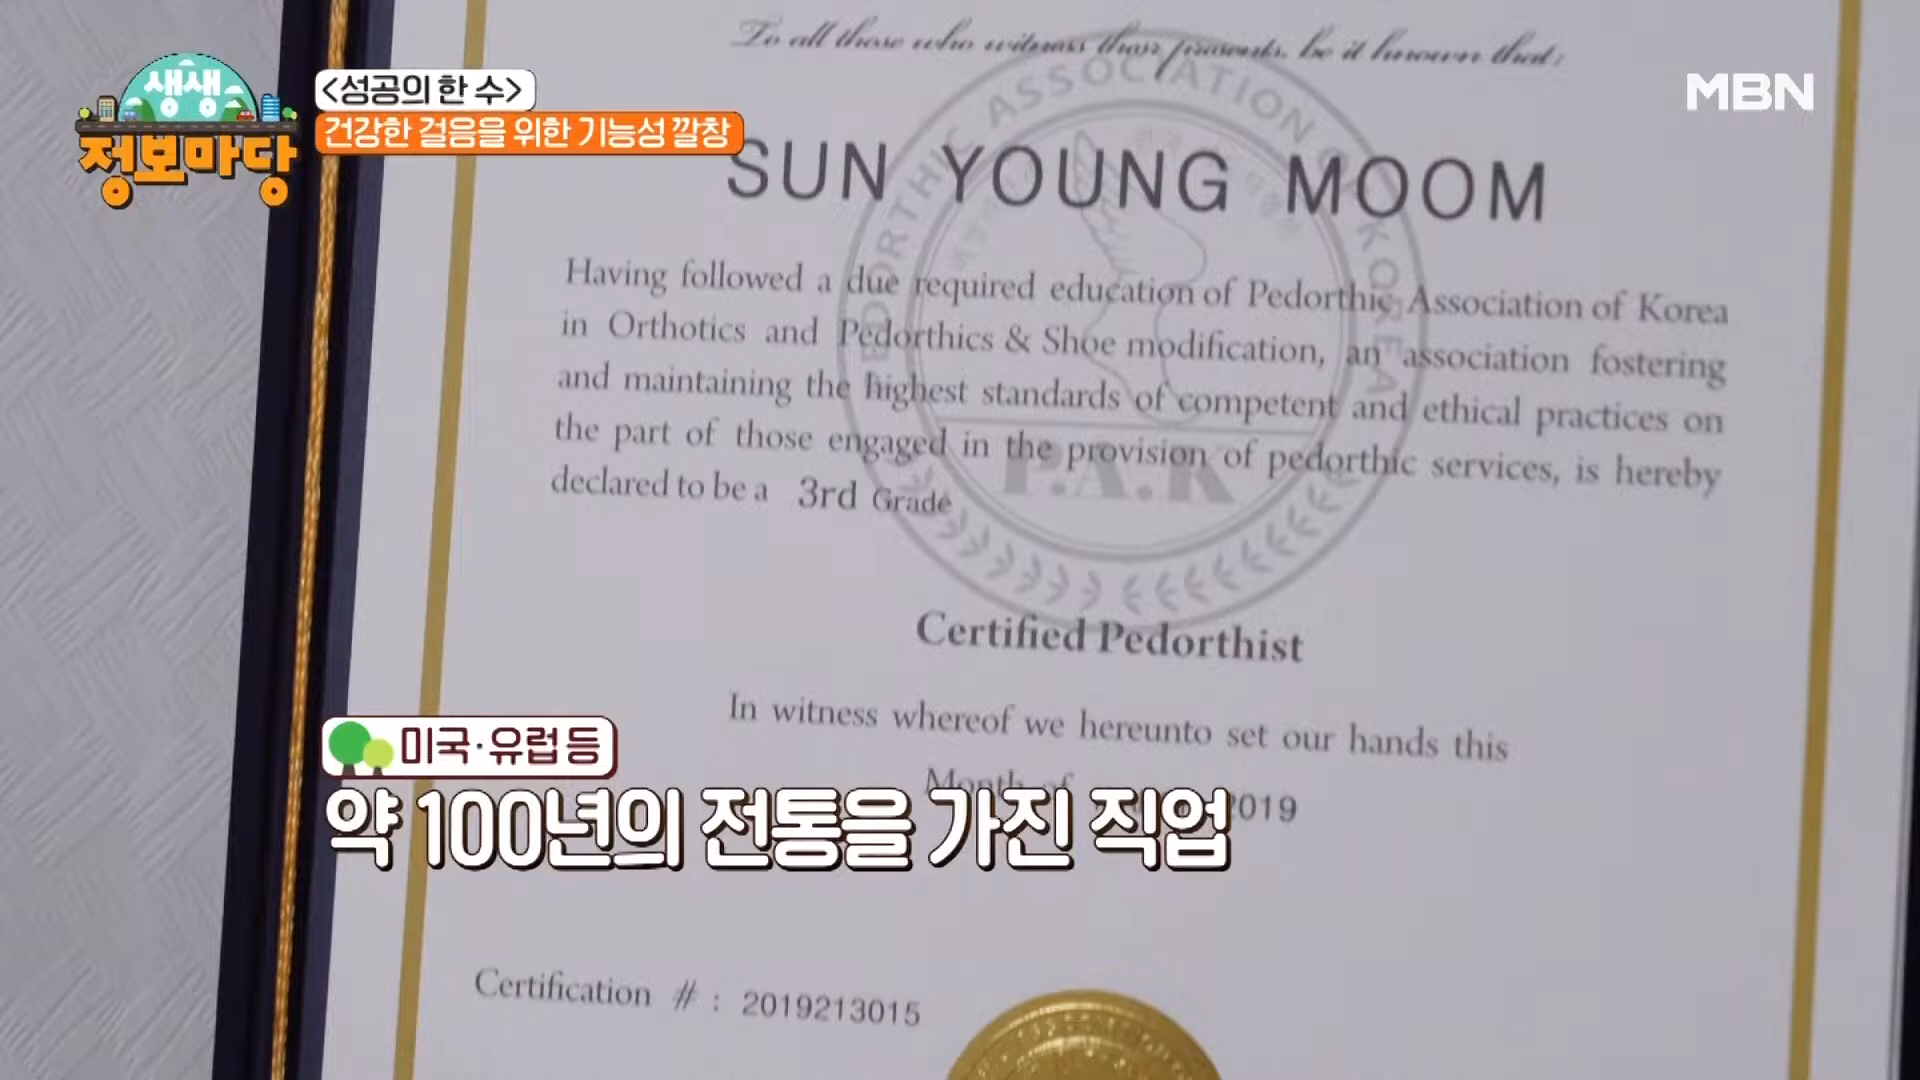 To all those who witness these presents, be it known that:
생생
정보마당
<성공의 한 수>
건강한 걸음을 위한 기능성 깔창
MBN
PEDORTHIC ASSOCIATION OF KOREA
SUN YOUNG MOOM
Having followed a due required education of Pedorthic Association of Korea
in Orthotics and Pedorthics & Shoe modification, an association fostering
and maintaining the highest standards of competent and ethical practices on
the part of those engaged in the provision of pedorthic services, is hereby
declared to be a 3rd Grade
P.A.K
Certified Pedorthist
In witness whereof we hereunto set our hands this
Month of 2019
미국·유럽 등
약 100년의 전통을 가진 직업
Certification # : 2019213015